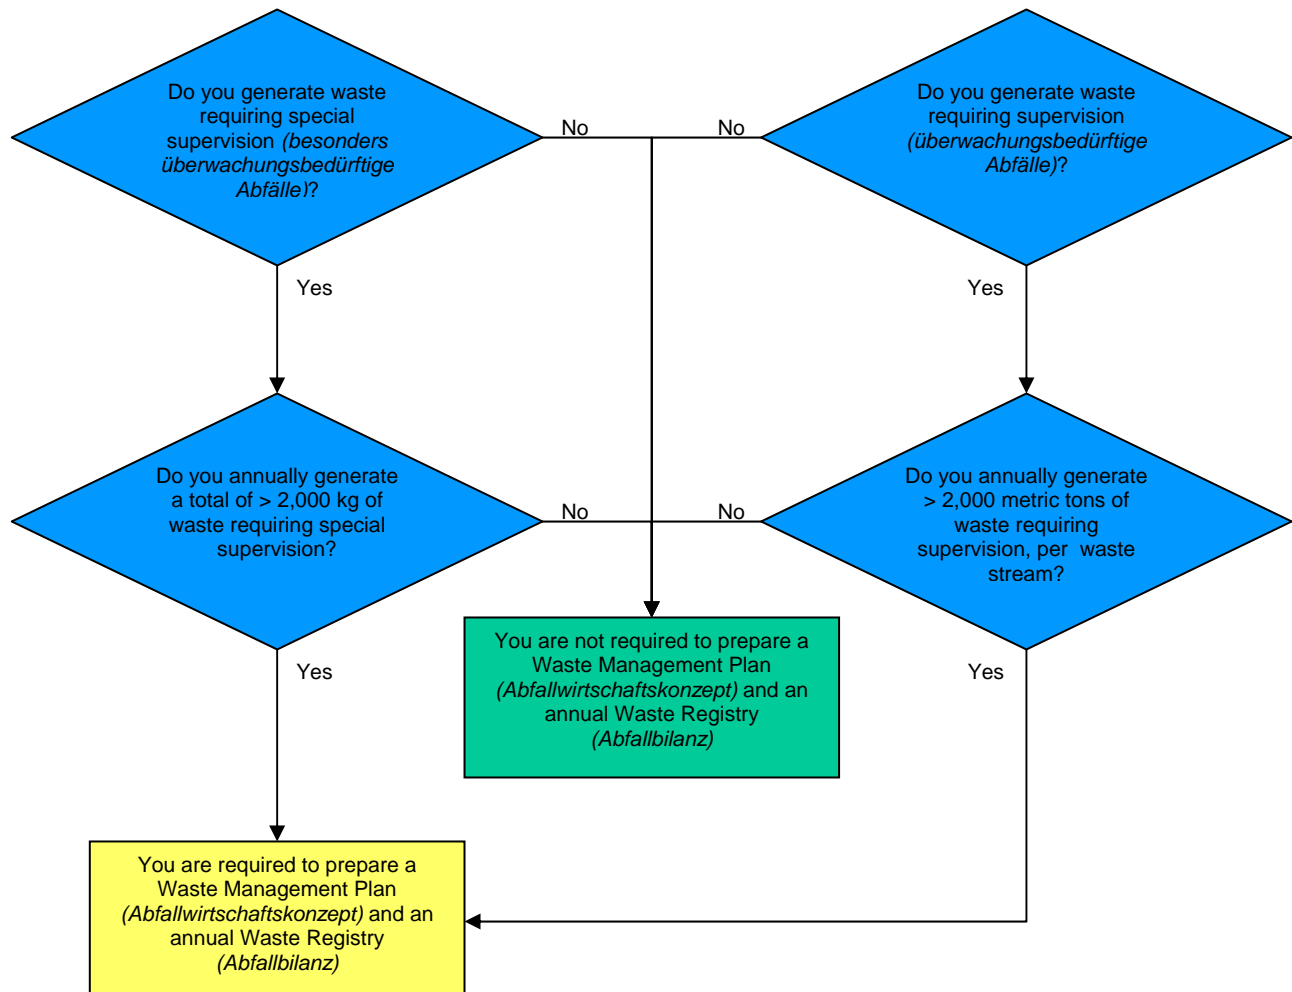 Do you generate waste
requiring special
supervision (besonders
überwachungsbedürftige
Abfälle)?
No
No
Do you generate waste
requiring supervision
(überwachungsbedürftige
Abfälle)?
Yes
Yes
Do you annually generate
a total of > 2,000 kg of
waste requiring special
supervision?
No
No
Do you annually generate
> 2,000 metric tons of
waste requiring
supervision, per waste
stream?
Yes
You are not required to prepare a
Waste Management Plan
(Abfallwirtschaftskonzept) and an
annual Waste Registry
(Abfallbilanz)
Yes
You are required to prepare a
Waste Management Plan
(Abfallwirtschaftskonzept) and an
annual Waste Registry
(Abfallbilanz)